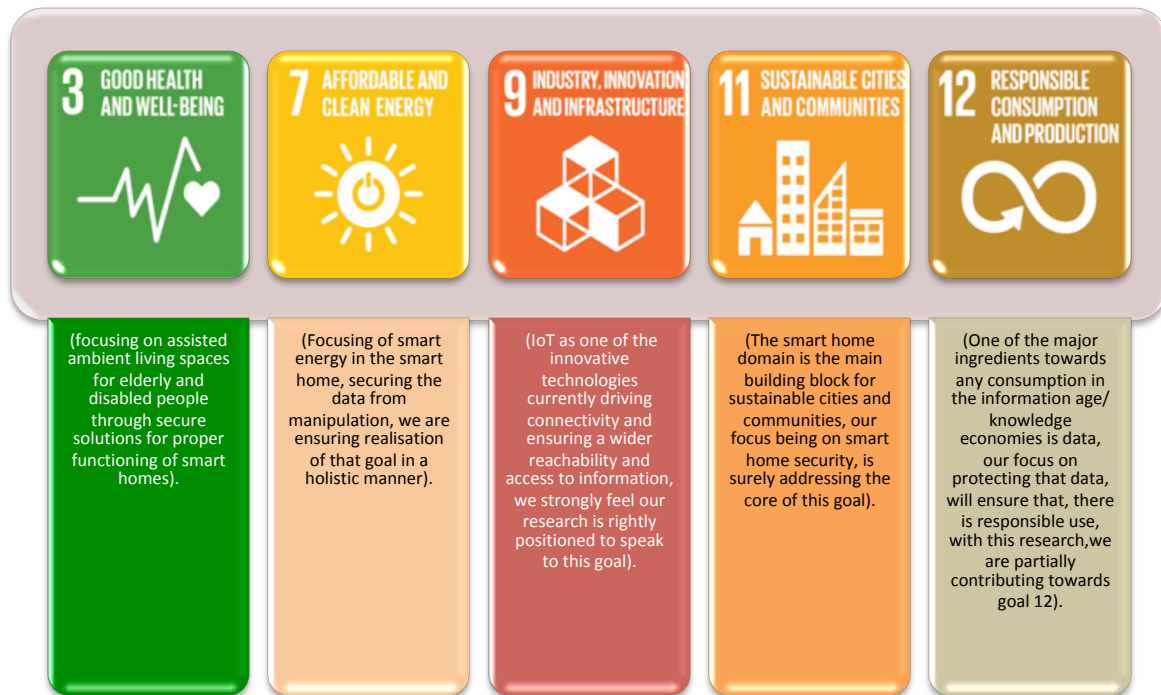 3 GOOD HEALTH
AND WELL-BEING
7 AFFORDABLE AND
CLEAN ENERGY
9 INDUSTRY, INNOVATION
AND INFRASTRUCTURE
11 SUSTAINABLE CITIES
AND COMMUNITIES
12 RESPONSIBLE
CONSUMPTION
AND PRODUCTION
(focusing on assisted
ambient living spaces
for elderly and
disabled people
through secure
solutions for proper
functioning of smart
homes).
(Focusing of smart
energy in the smart
home, securing the
data from
manipulation, we are
ensuring realisation
of that goal in a
holistic manner).
(IoT as one of the
innovative
technologies
currently driving
connectivity and
ensuring a wider
reachability and
access to information,
we strongly feel our
research is rightly
positioned to speak
to this goal).
(The smart home
domain is the main
building block for
sustainable cities and
communities, our
focus being on smart
home security, is
surely addressing the
core of this goal).
(One of the major
ingredients towards
any consumption in
the information age/
knowledge
economies is data,
our focus on
protecting that data,
will ensure that, there
is responsible use,
with this research,we
are partially
contributing towards
goal 12).